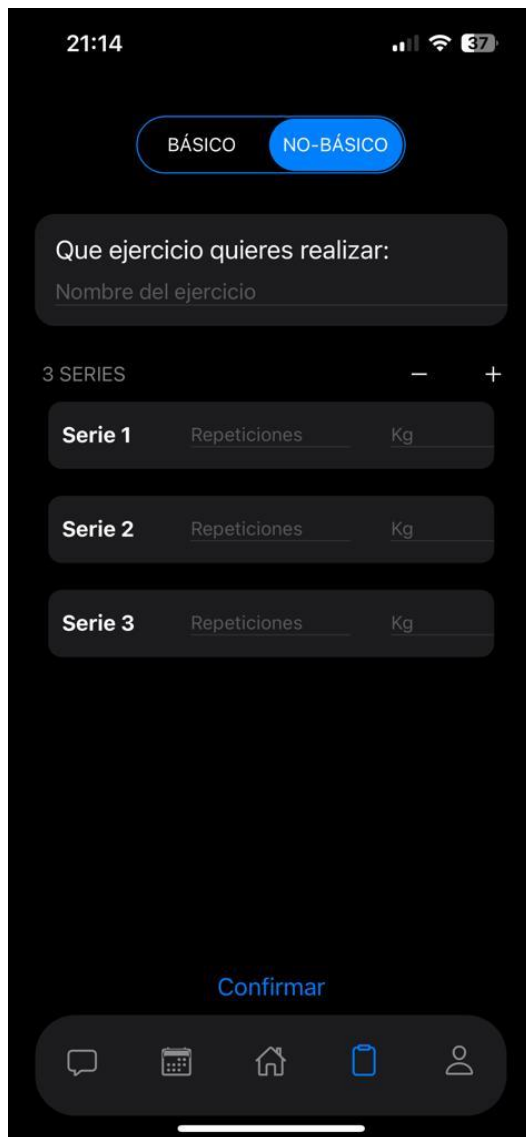 21:14 37
BÁSICO NO-BÁSICO
Que ejercicio quieres realizar:
Nombre del ejercicio
3 SERIES − +
Serie 1 Repeticiones Kg
Serie 2 Repeticiones Kg
Serie 3 Repeticiones Kg
Confirmar